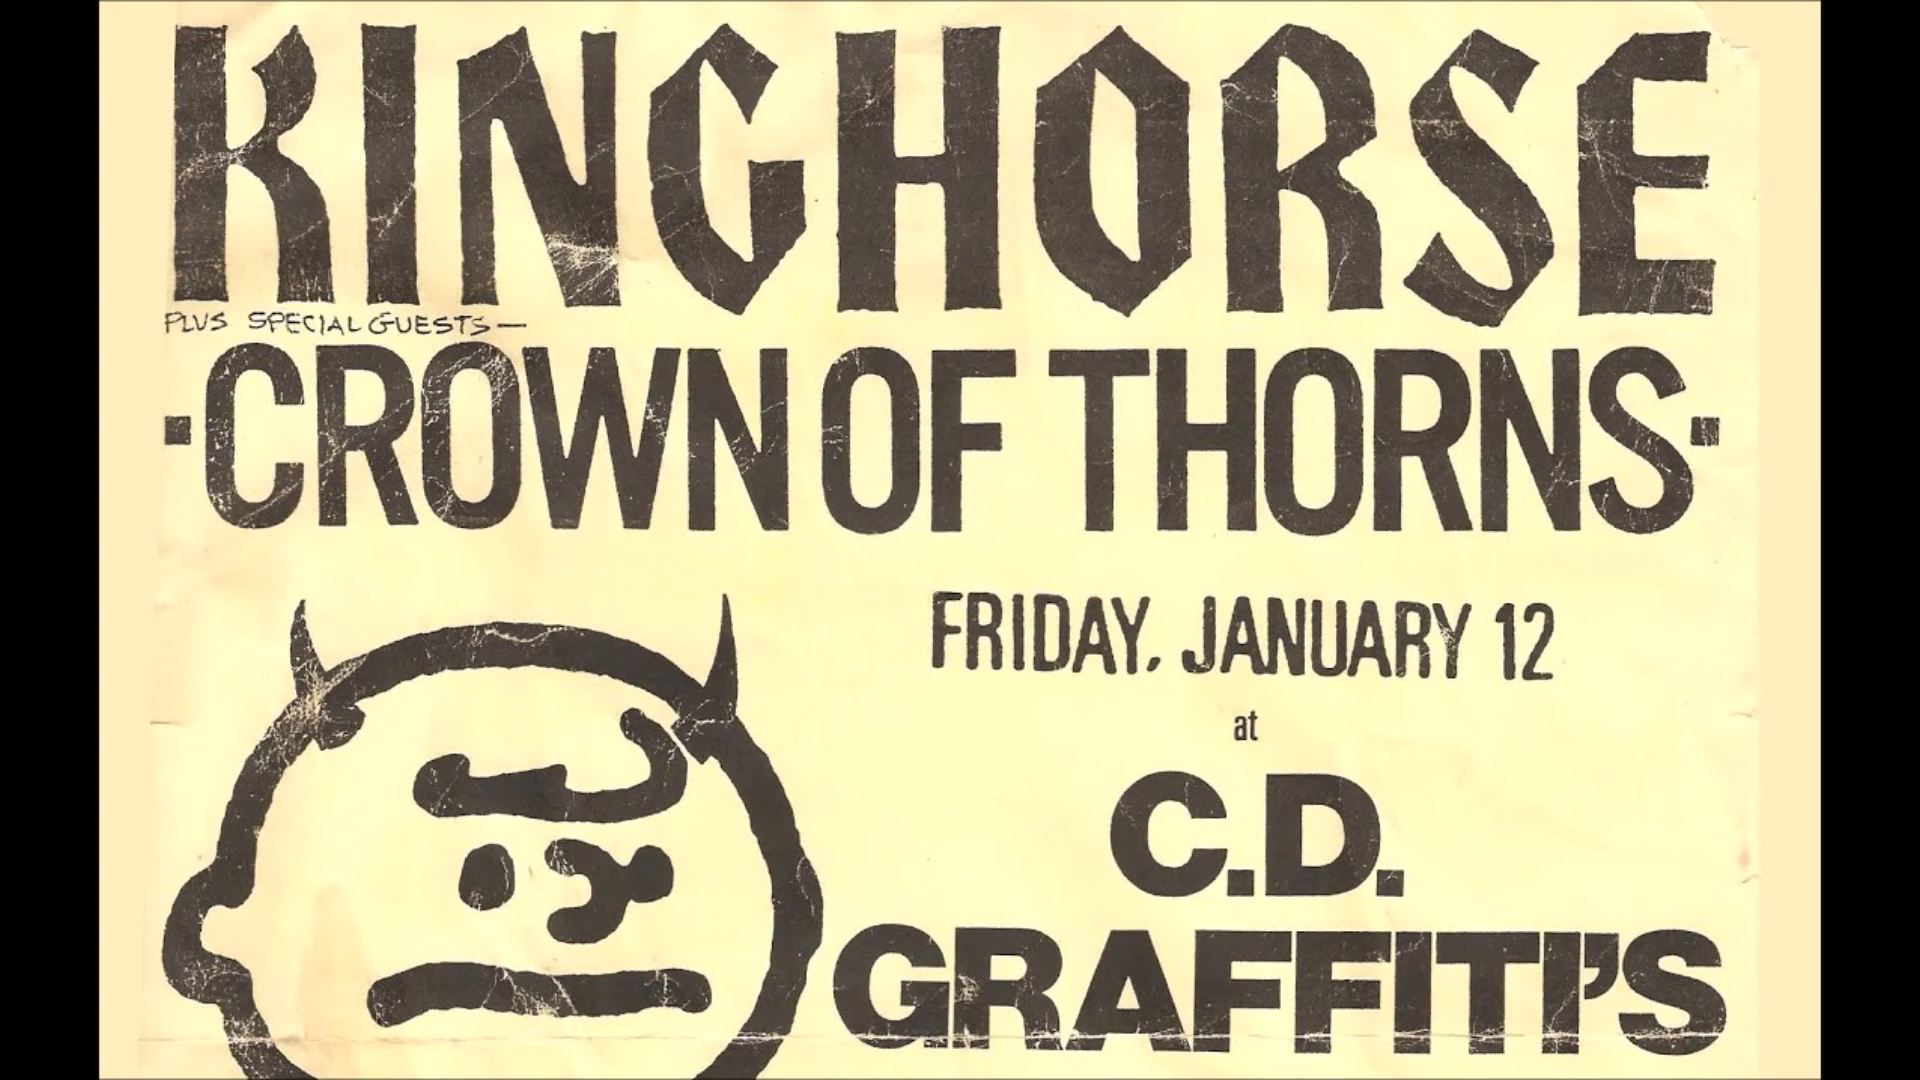 KINGHORSE
PLUS SPECIAL GUESTS—
·CROWN OF THORNS·
FRIDAY, JANUARY 12
at
C.D.
GRAFFITI'S